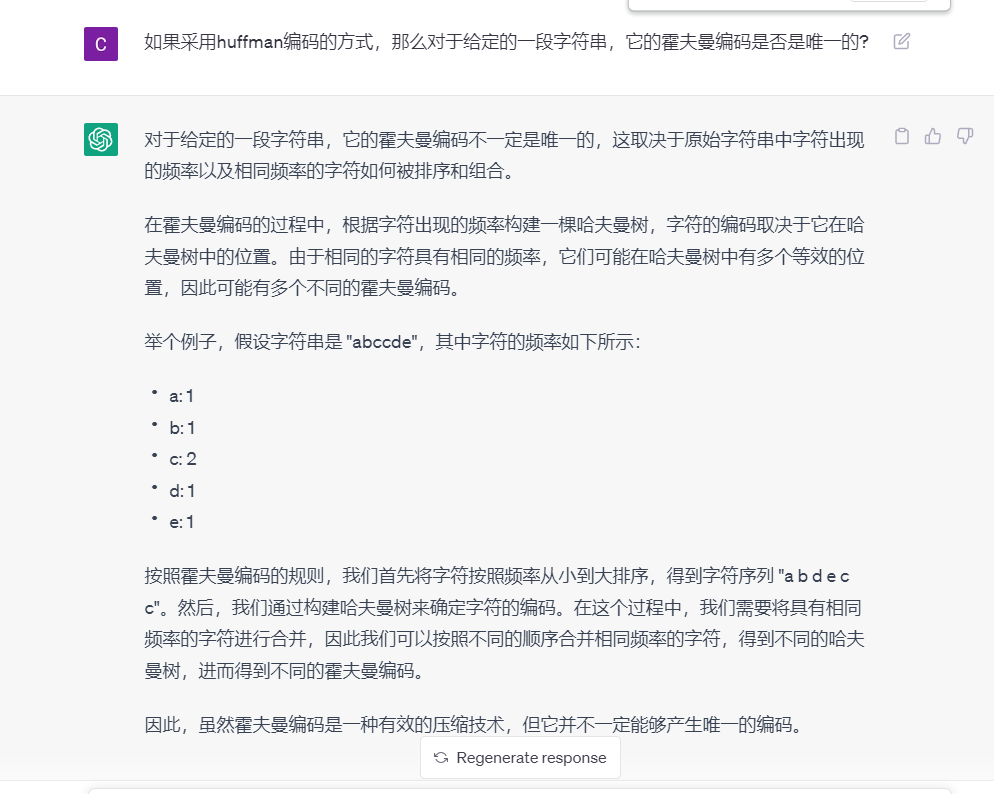 C
如果采用huffman编码的方式，那么对于给定的一段字符串，它的霍夫曼编码是否是唯一的?
对于给定的一段字符串，它的霍夫曼编码不一定是唯一的，这取决于原始字符串中字符出现
的频率以及相同频率的字符如何被排序和组合。
在霍夫曼编码的过程中，根据字符出现的频率构建一棵哈夫曼树，字符的编码取决于它在哈
夫曼树中的位置。由于相同的字符具有相同的频率，它们可能在哈夫曼树中有多个等效的位
置，因此可能有多个不同的霍夫曼编码。
举个例子，假设字符串是 "abccde"，其中字符的频率如下所示：
• a: 1
• b: 1
• c: 2
• d: 1
• e: 1
按照霍夫曼编码的规则，我们首先将字符按照频率从小到大排序，得到字符序列 "a b d e c
c"。然后，我们通过构建哈夫曼树来确定字符的编码。在这个过程中，我们需要将具有相同
频率的字符进行合并，因此我们可以按照不同的顺序合并相同频率的字符，得到不同的哈夫
曼树，进而得到不同的霍夫曼编码。
因此，虽然霍夫曼编码是一种有效的压缩技术，但它并不一定能够产生唯一的编码。
Regenerate response